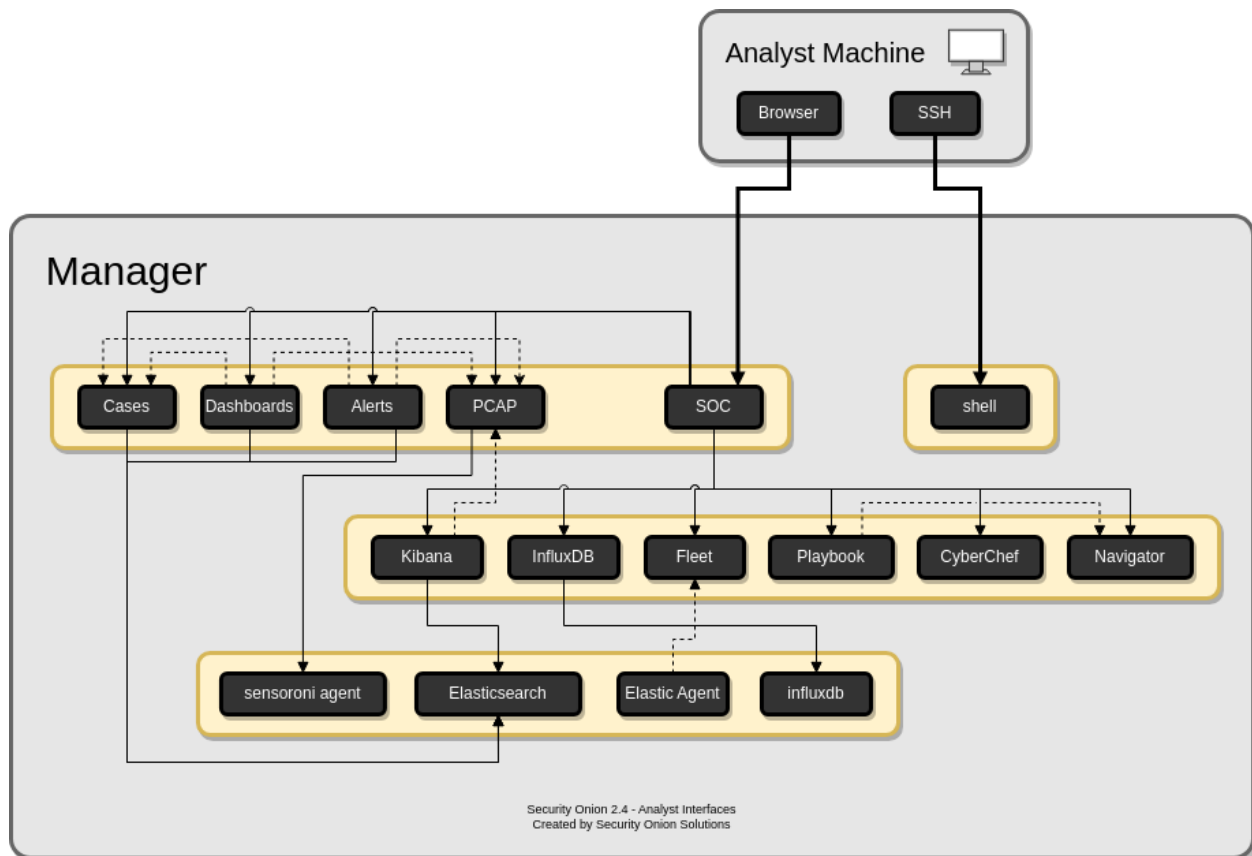 Analyst Machine
Browser
SSH
Manager
Cases
Dashboards
Alerts
PCAP
SOC
shell
Kibana
InfluxDB
Fleet
Playbook
CyberChef
Navigator
sensoroni agent
Elasticsearch
Elastic Agent
influxdb
Security Onion 2.4 - Analyst Interfaces
Created by Security Onion Solutions